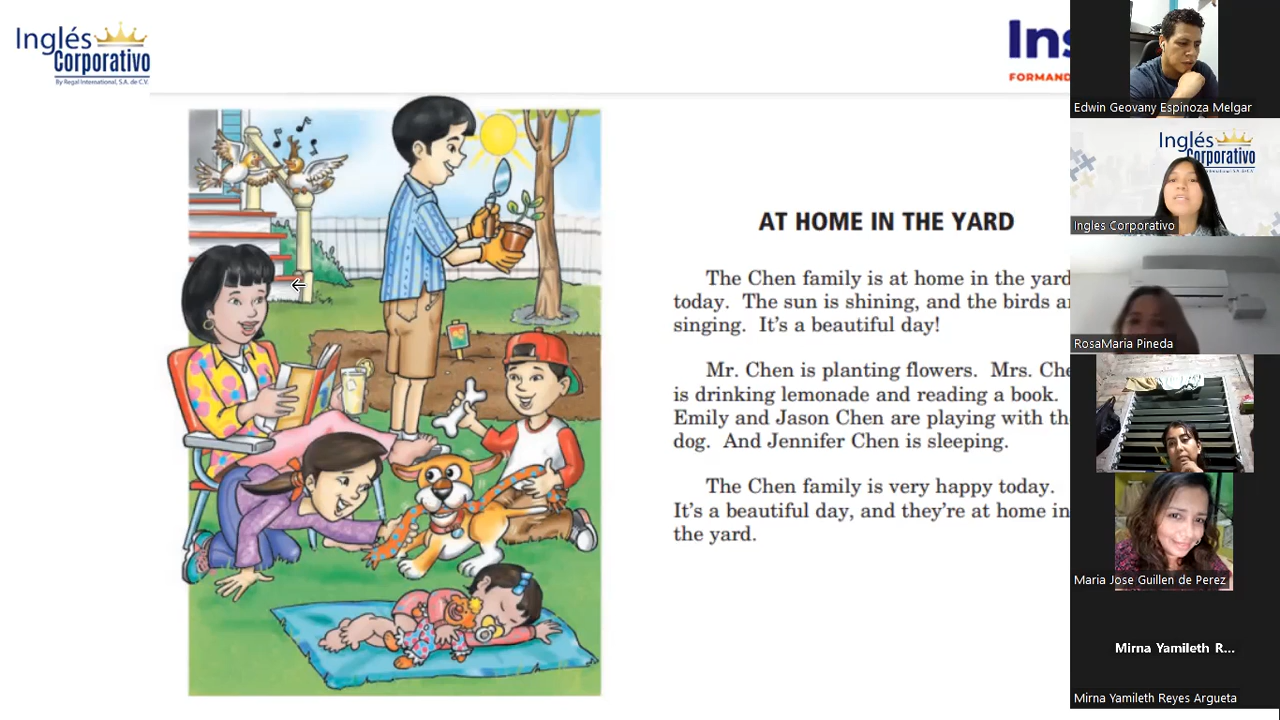 Inglés
Corporativo
By Regal International, S.A. de C.V.
FORMAND
AT HOME IN THE YARD
The Chen family is at home in the yard
today. The sun is shining, and the birds
singing. It's a beautiful day!
Mr. Chen is planting flowers. Mrs.
is drinking lemonade and reading a book.
Emily and Jason Chen are playing with
dog. And Jennifer Chen is sleeping.
The Chen family is very happy today.
It's a beautiful day, and they're at home in
the yard.
Edwin Geovany Espinoza Melgar
Inglés
Corporativo
Ingles Corporativo
RosaMaria Pineda
Maria Jose Guillen de Perez
Mirna Yamileth R...
Mirna Yamileth Reyes Argueta